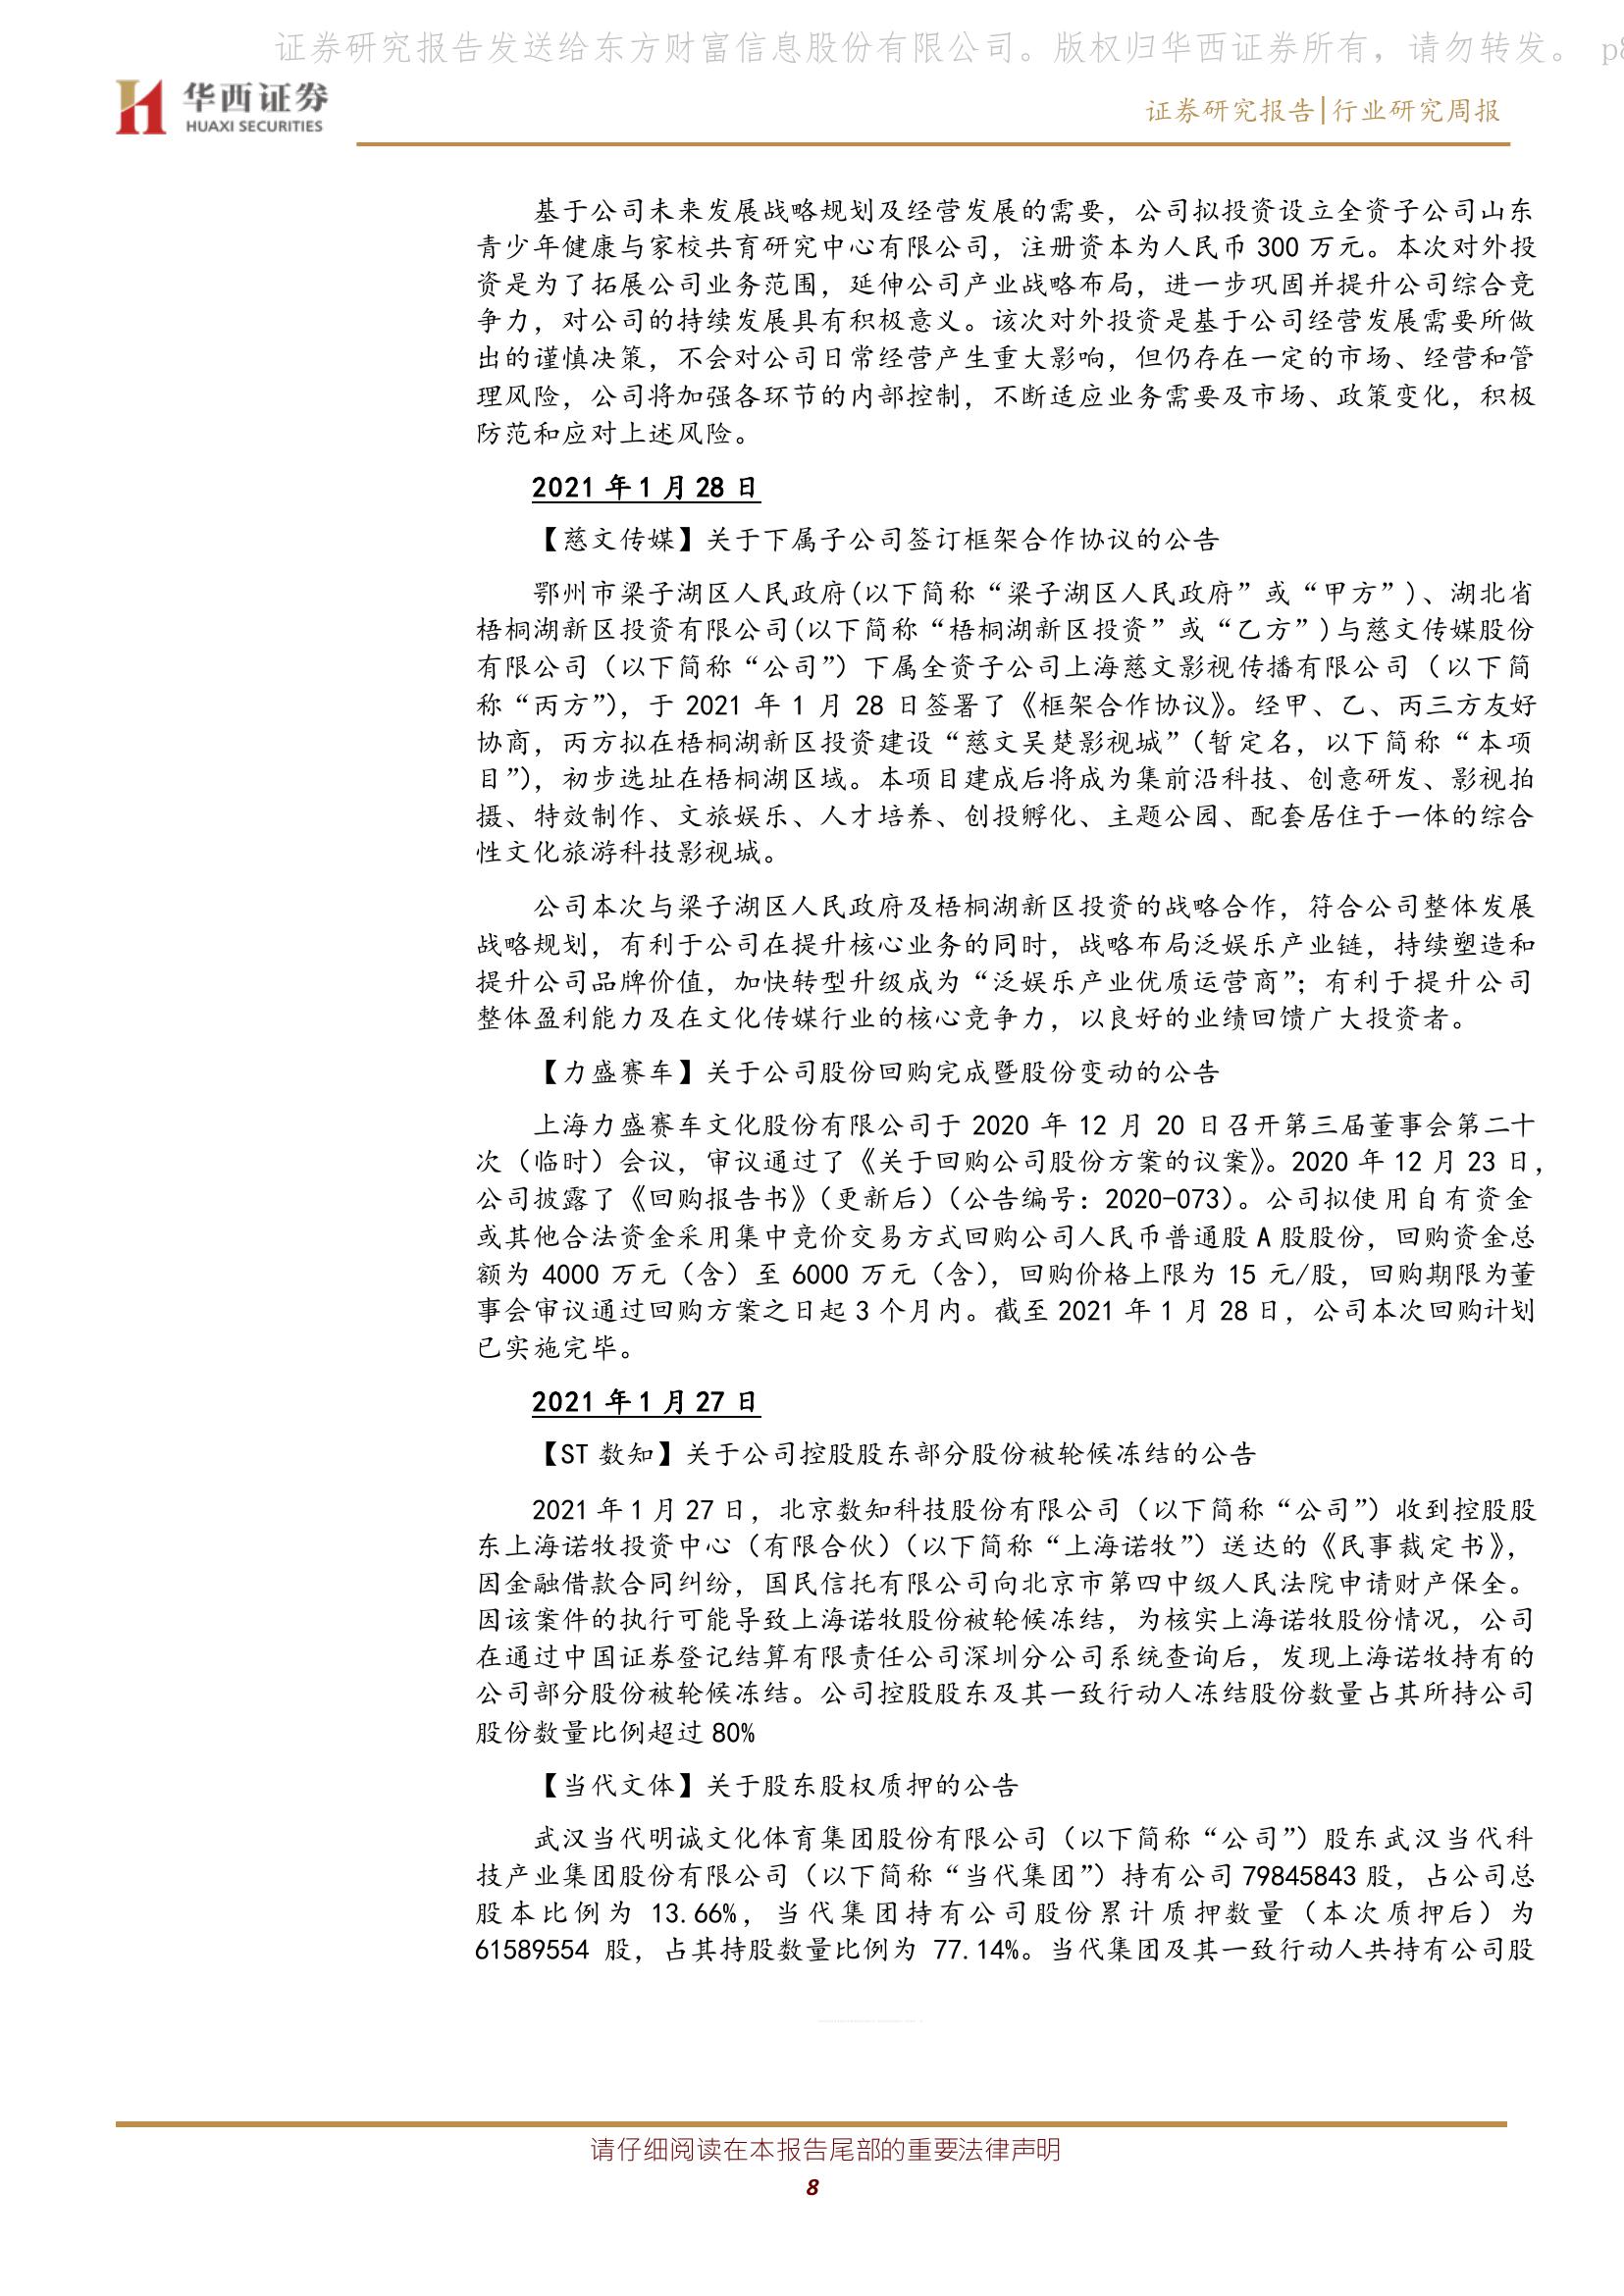 证券研究报告发送给东方财富信息股份有限公司。版权归华西证券所有，请勿转发。 p8
华西证券
HUAXI SECURITIES
证券研究报告|行业研究周报
基于公司未来发展战略规划及经营发展的需要，公司拟投资设立全资子公司山东
青少年健康与家校共育研究中心有限公司，注册资本为人民币 300 万元。本次对外投
资是为了拓展公司业务范围，延伸公司产业战略布局，进一步巩固并提升公司综合竞
争力，对公司的持续发展具有积极意义。该次对外投资是基于公司经营发展需要所做
出的谨慎决策，不会对公司日常经营产生重大影响，但仍存在一定的市场、经营和管
理风险，公司将加强各环节的内部控制，不断适应业务需要及市场、政策变化，积极
防范和应对上述风险。
2021 年 1 月 28 日
【慈文传媒】关于下属子公司签订框架合作协议的公告
鄂州市梁子湖区人民政府(以下简称“梁子湖区人民政府”或“甲方”)、湖北省
梧桐湖新区投资有限公司(以下简称“梧桐湖新区投资”或“乙方”)与慈文传媒股份
有限公司（以下简称“公司”）下属全资子公司上海慈文影视传播有限公司（以下简
称“丙方”），于 2021 年 1 月 28 日签署了《框架合作协议》。经甲、乙、丙三方友好
协商，丙方拟在梧桐湖新区投资建设“慈文吴楚影视城”（暂定名，以下简称“本项
目”），初步选址在梧桐湖区域。本项目建成后将成为集前沿科技、创意研发、影视拍
摄、特效制作、文旅娱乐、人才培养、创投孵化、主题公园、配套居住于一体的综合
性文化旅游科技影视城。
公司本次与梁子湖区人民政府及梧桐湖新区投资的战略合作，符合公司整体发展
战略规划，有利于公司在提升核心业务的同时，战略布局泛娱乐产业链，持续塑造和
提升公司品牌价值，加快转型升级成为“泛娱乐产业优质运营商”；有利于提升公司
整体盈利能力及在文化传媒行业的核心竞争力，以良好的业绩回馈广大投资者。
【力盛赛车】关于公司股份回购完成暨股份变动的公告
上海力盛赛车文化股份有限公司于 2020 年 12 月 20 日召开第三届董事会第二十
次（临时）会议，审议通过了《关于回购公司股份方案的议案》。2020 年 12 月 23 日，
公司披露了《回购报告书》（更新后）（公告编号：2020-073）。公司拟使用自有资金
或其他合法资金采用集中竞价交易方式回购公司人民币普通股 A 股股份，回购资金总
额为 4000 万元（含）至 6000 万元（含），回购价格上限为 15 元/股，回购期限为董
事会审议通过回购方案之日起 3 个月内。截至 2021 年 1 月 28 日，公司本次回购计划
已实施完毕。
2021 年 1 月 27 日
【ST 数知】关于公司控股股东部分股份被轮候冻结的公告
2021 年 1 月 27 日，北京数知科技股份有限公司（以下简称“公司”）收到控股股
东上海诺牧投资中心（有限合伙）（以下简称“上海诺牧”）送达的《民事裁定书》，
因金融借款合同纠纷，国民信托有限公司向北京市第四中级人民法院申请财产保全。
因该案件的执行可能导致上海诺牧股份被轮候冻结，为核实上海诺牧股份情况，公司
在通过中国证券登记结算有限责任公司深圳分公司系统查询后，发现上海诺牧持有的
公司部分股份被轮候冻结。公司控股股东及其一致行动人冻结股份数量占其所持公司
股份数量比例超过 80%
【当代文体】关于股东股权质押的公告
武汉当代明诚文化体育集团股份有限公司（以下简称“公司”）股东武汉当代科
技产业集团股份有限公司（以下简称“当代集团”）持有公司 79845843 股，占公司总
股本比例为 13.66%，当代集团持有公司股份累计质押数量（本次质押后）为
61589554 股，占其持股数量比例为 77.14%。当代集团及其一致行动人共持有公司股
请仔细阅读在本报告尾部的重要法律声明
8